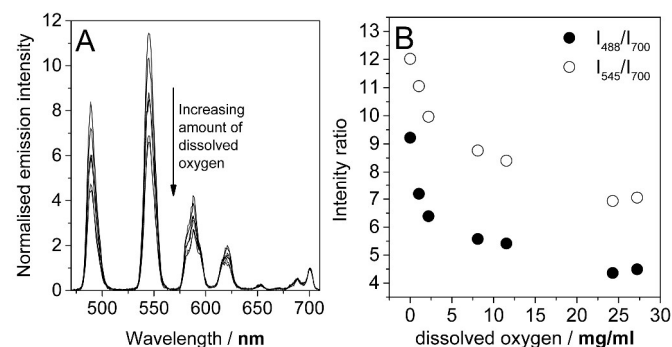 A
12
10
8
6
4
2
0
Normalised emission intensity
Increasing
amount of
dissolved
oxygen
500
550
600
650
700
Wavelength / nm
B
13
12
11
10
9
8
7
6
5
4
Intenity ratio
I488/I700
I545/I700
0
5
10
15
20
25
30
dissolved oxygen / mg/ml